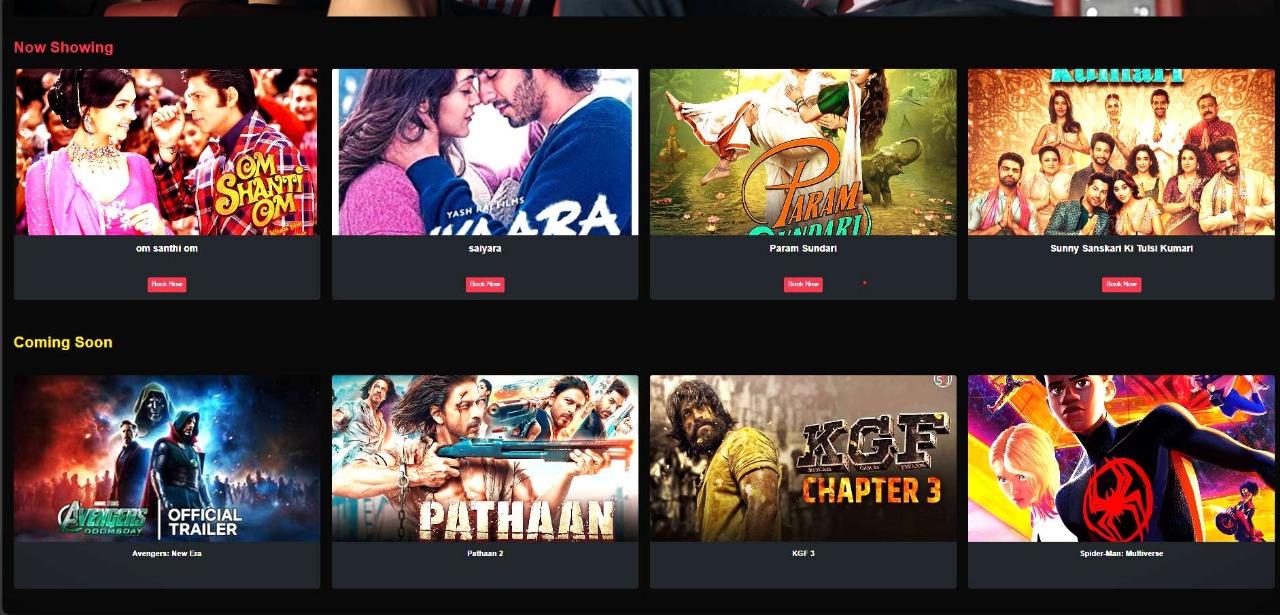 Now Showing
OM
SHANTI
OM
YASH RAJ FILMS
PARAM
SUNDARI
kumari
om santhi om
saiyara
Param Sundari
Sunny Sanskari Ki Tulsi Kumari
Book Now
Book Now
Book Now
Book Now
Coming Soon
AVENGERS
DOOMSDAY
OFFICIAL
TRAILER
PATHAAN
KGF
CHAPTER 3
Avengers: New Era
Pathaan 2
KGF 3
Spider-Man: Multiverse